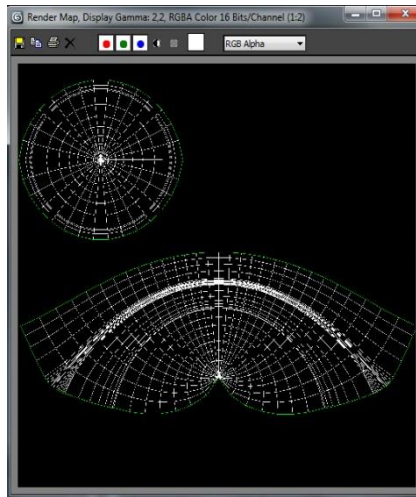 Render Map, Display Gamma: 2,2, RGBA Color 16 Bits/Channel (1:2)
RGB Alpha